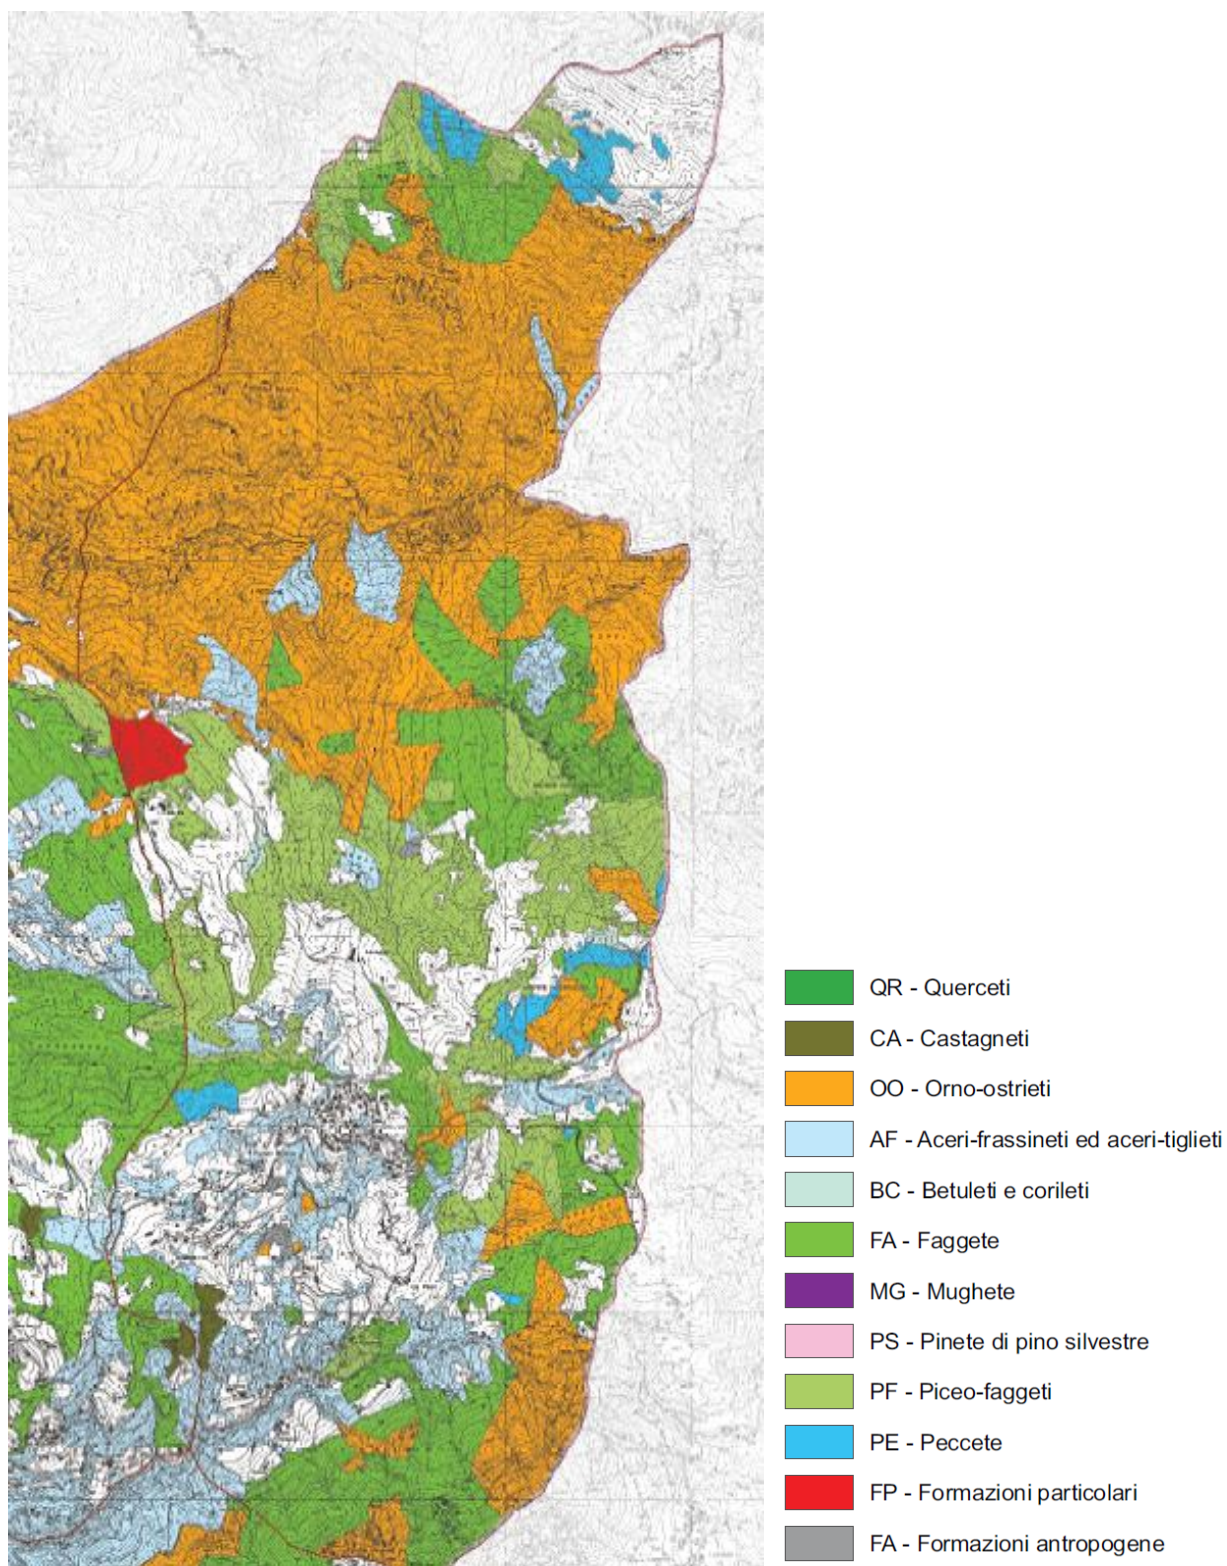 QR - Querceti
CA - Castagneti
OO - Orno-ostrieti
AF - Aceri-frassineti ed aceri-tiglieti
BC - Betuleti e corileti
FA - Faggete
MG - Mughete
PS - Pinete di pino silvestre
PF - Piceo-faggeti
PE - Peccete
FP - Formazioni particolari
FA - Formazioni antropogene